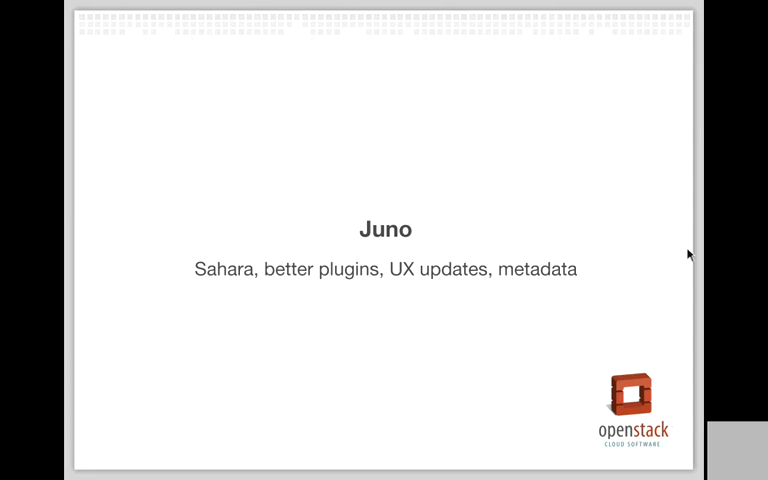 Juno
Sahara, better plugins, UX updates, metadata
openstack
CLOUD SOFTWARE